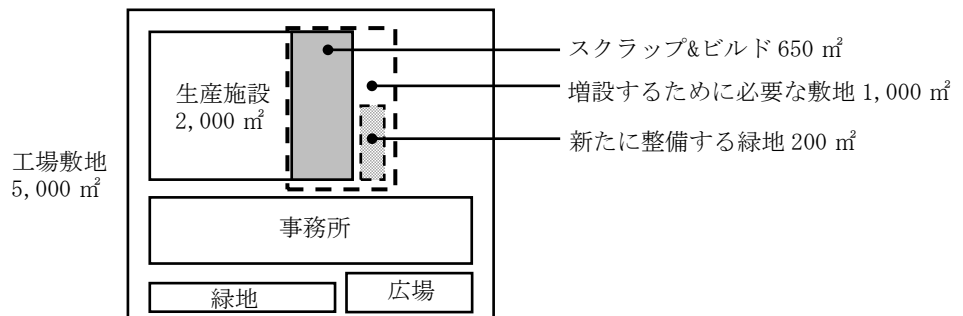 スクラップ&ビルド 650 ㎡
生産施設
2,000 ㎡
増設するために必要な敷地 1,000 ㎡
新たに整備する緑地 200 ㎡
工場敷地
5,000 ㎡
事務所
緑地
広場